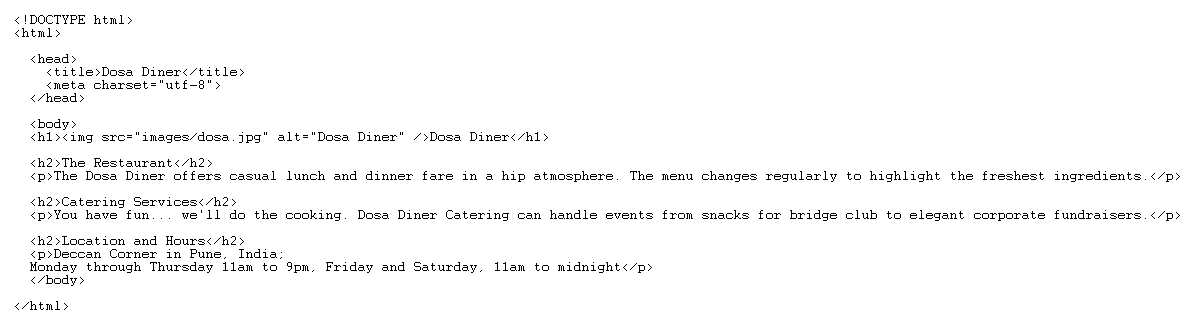 <!DOCTYPE html>
<html>
<head>
<title>Dosa Diner</title>
<meta charset="utf-8">
</head>
<body>
<h1><img src="images/dosa.jpg" alt="Dosa Diner" />Dosa Diner</h1>
<h2>The Restaurant</h2>
<p>The Dosa Diner offers casual lunch and dinner fare in a hip atmosphere. The menu changes regularly to highlight the freshest ingredients.</p>
<h2>Catering Services</h2>
<p>You have fun... we'll do the cooking. Dosa Diner Catering can handle events from snacks for bridge club to elegant corporate fundraisers.</p>
<h2>Location and Hours</h2>
<p>Deccan Corner in Pune, India;
Monday through Thursday 11am to 9pm, Friday and Saturday, 11am to midnight</p>
</body>
</html>